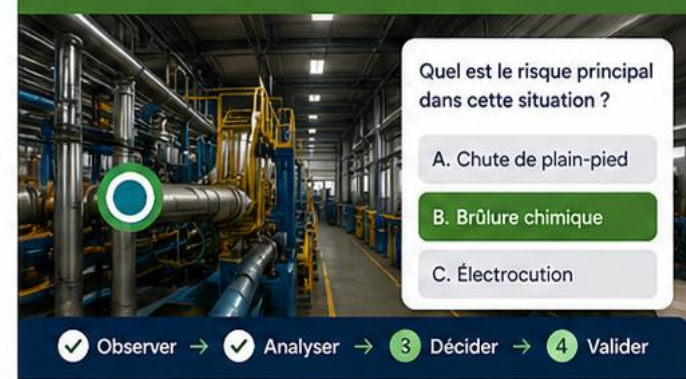 Quel est le risque principal
dans cette situation ?
A. Chute de plain-pied
B. Brûlure chimique
C. Électrocution
Observer → Analyser → 3 Décider → 4 Valider